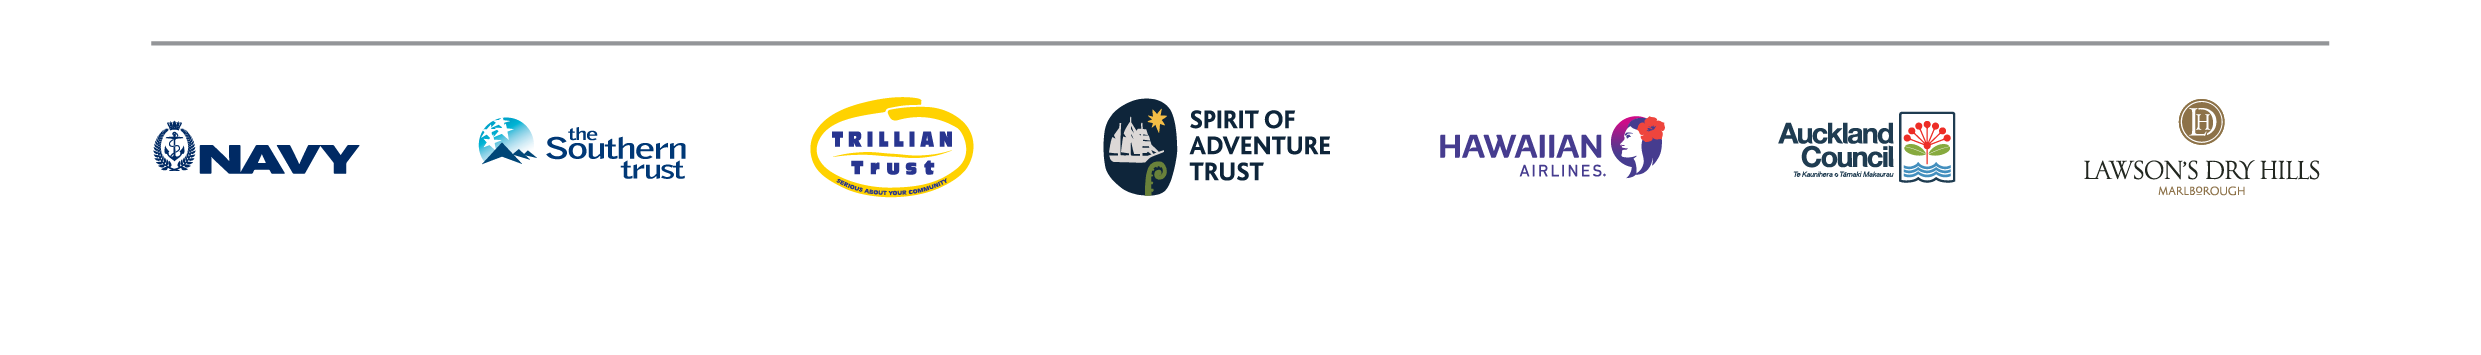 NAVY
the
Southern
trust
TRILLIAN
Trust
SERIOUS ABOUT YOUR COMMUNITY
SPIRIT OF
ADVENTURE
TRUST
HAWAIIAN
AIRLINES.
Auckland
Council
Te Kaunihera o Tāmaki Makaurau
LDH
LAWSON'S DRY HILLS
MARLBOROUGH